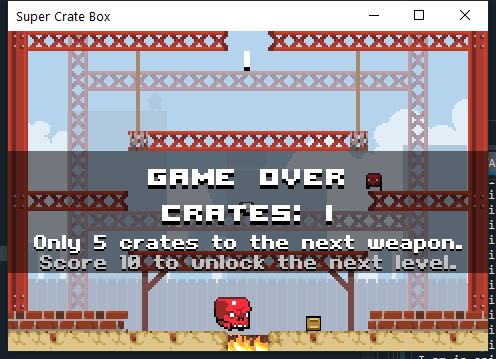 Super Crate Box
GAME OVER
CRATES: 1
Only 5 crates to the next weapon.
Score 10 to unlock the next level.